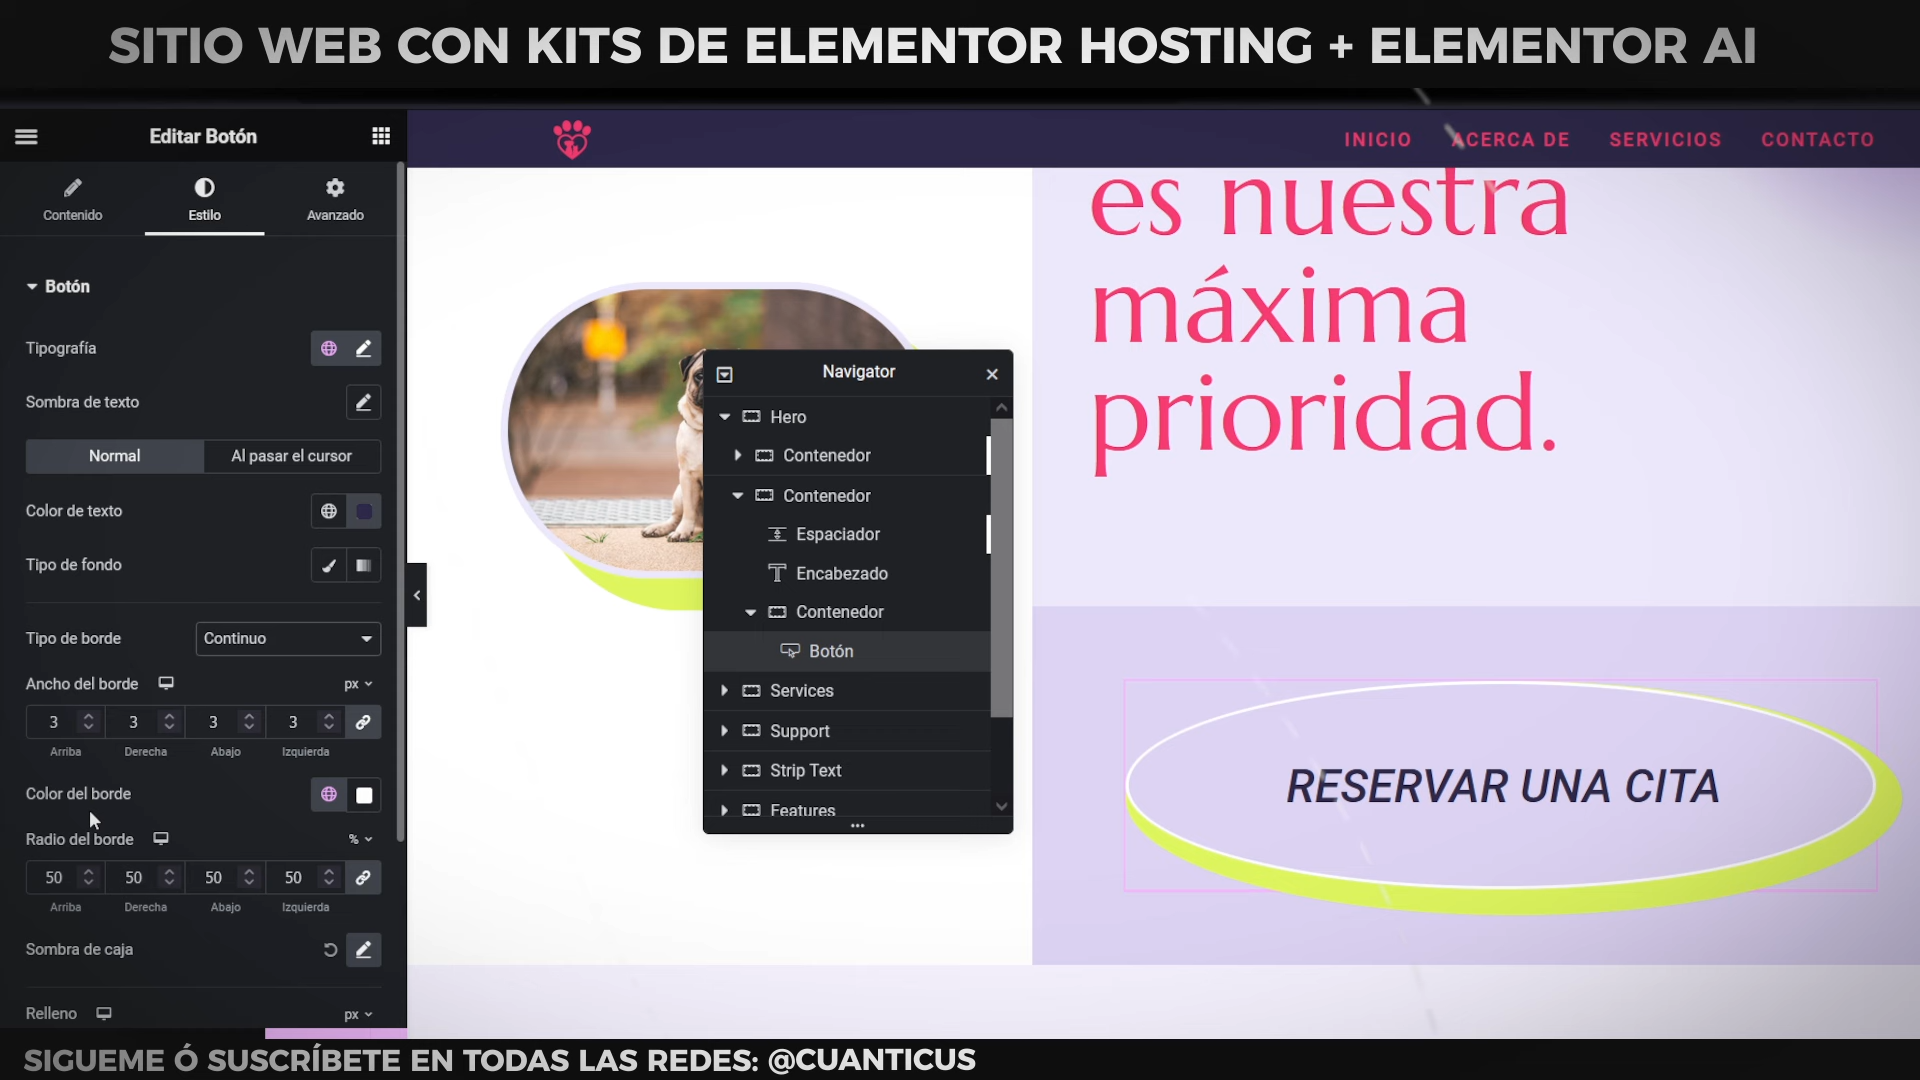 SITIO WEB CON KITS DE ELEMENTOR HOSTING + ELEMENTOR AI
Editar Botón
INICIO ACERCA DE SERVICIOS CONTACTO
Contenido Estilo Avanzado
Botón
Tipografía
Sombra de texto
Normal Al pasar el cursor
Color de texto
Tipo de fondo
Tipo de borde Continuo
Ancho del borde px
3 3 3 3
Arriba Derecha Abajo Izquierda
Color del borde
Radio del borde %
50 50 50 50
Arriba Derecha Abajo Izquierda
Sombra de caja
Relleno px
Navigator
Hero
Contenedor
Contenedor
Espaciador
Encabezado
Contenedor
Botón
Services
Support
Strip Text
Features
es nuestra
máxima
prioridad.
RESERVAR UNA CITA
SIGUEME Ó SUSCRÍBETE EN TODAS LAS REDES: @CUANTICUS